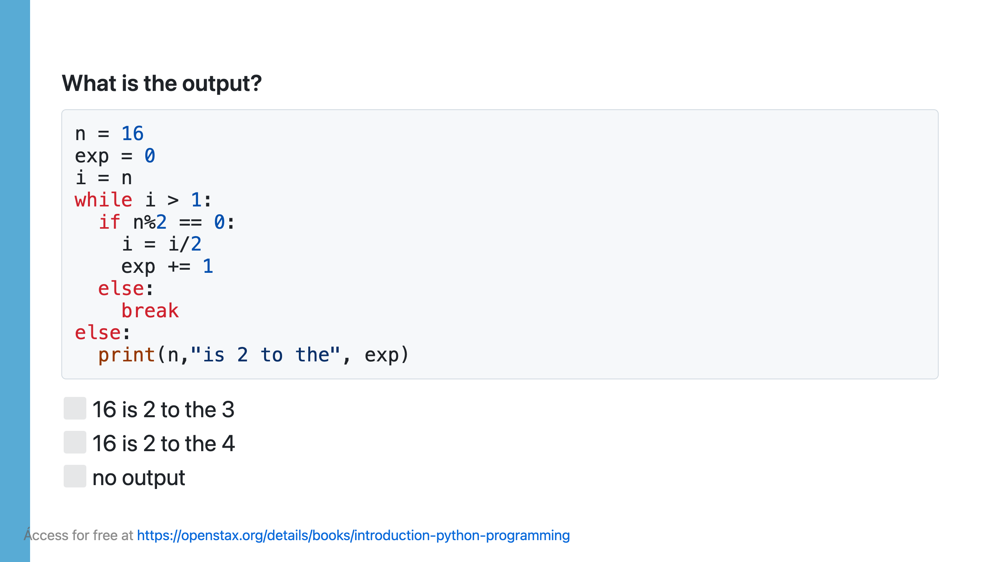 What is the output?
n = 16
exp = 0
i = n
while i > 1:
  if n%2 == 0:
    i = i/2
    exp += 1
  else:
    break
else:
  print(n,"is 2 to the", exp)
16 is 2 to the 3
16 is 2 to the 4
no output
Áccess for free at https://openstax.org/details/books/introduction-python-programming